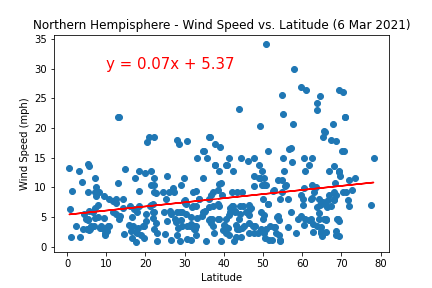 Northern Hempisphere - Wind Speed vs. Latitude (6 Mar 2021)
y = 0.07x + 5.37
Wind Speed (mph)
35
30
25
20
15
10
5
0
0 10 20 30 40 50 60 70 80
Latitude